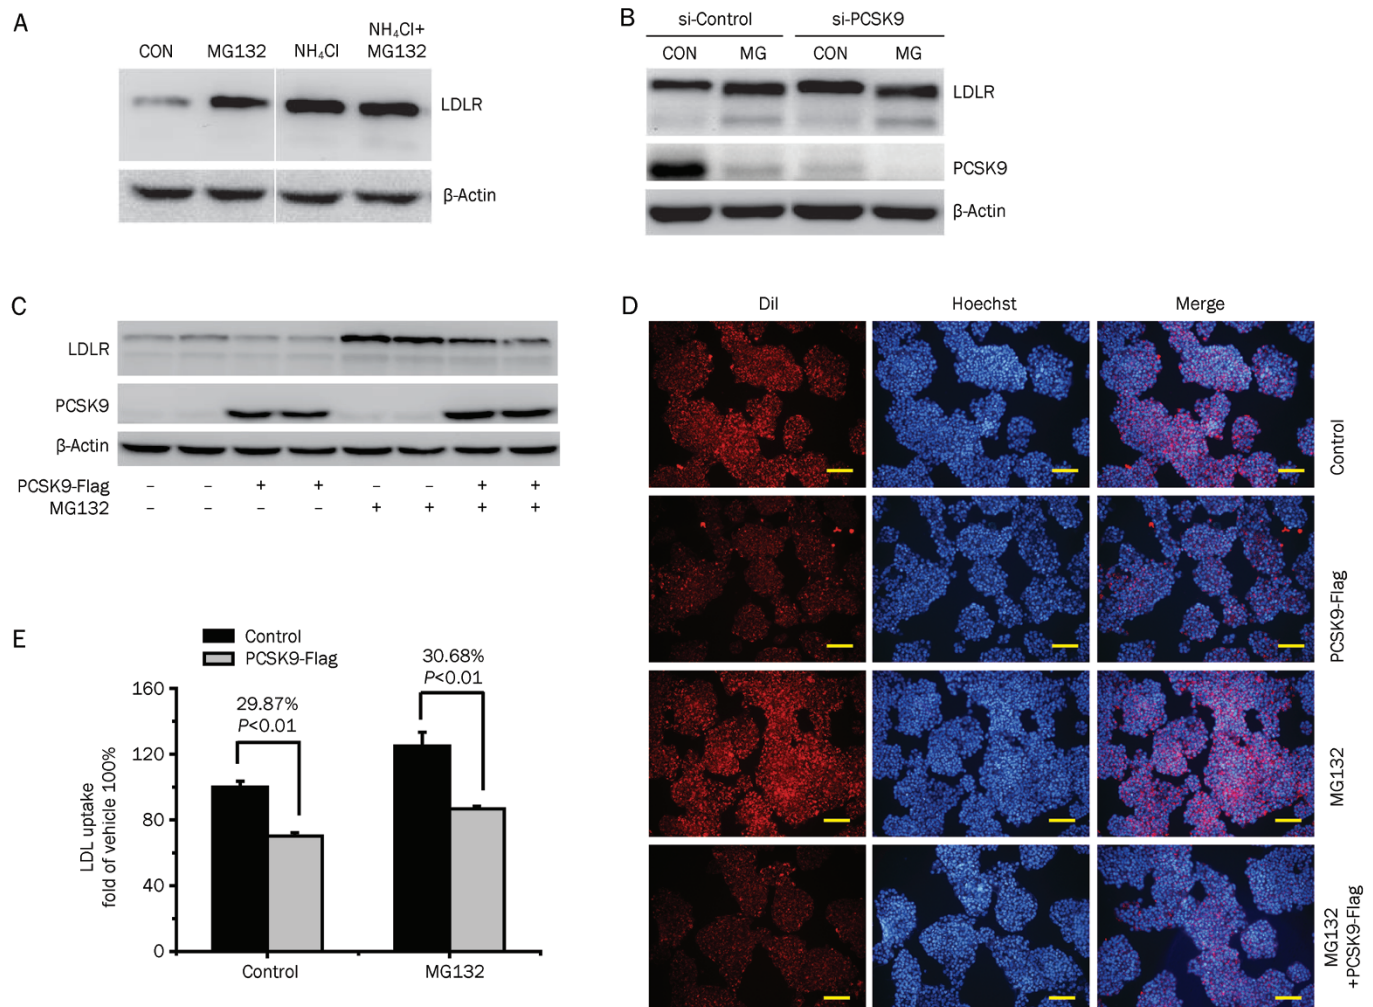 A
CON
MG132
NH₄Cl
NH₄Cl+
MG132
LDLR
β-Actin
B
si-Control
si-PCSK9
CON
MG
CON
MG
LDLR
PCSK9
β-Actin
C
LDLR
PCSK9
β-Actin
PCSK9-Flag – – + + – – + +
MG132 – – – – + + + +
D
DiI
Hoechst
Merge
Control
PCSK9-Flag
MG132
MG132
+PCSK9-Flag
E
Control
PCSK9-Flag
30.68%
P<0.01
29.87%
P<0.01
LDL uptake
fold of vehicle 100%
160
120
80
40
0
Control
MG132